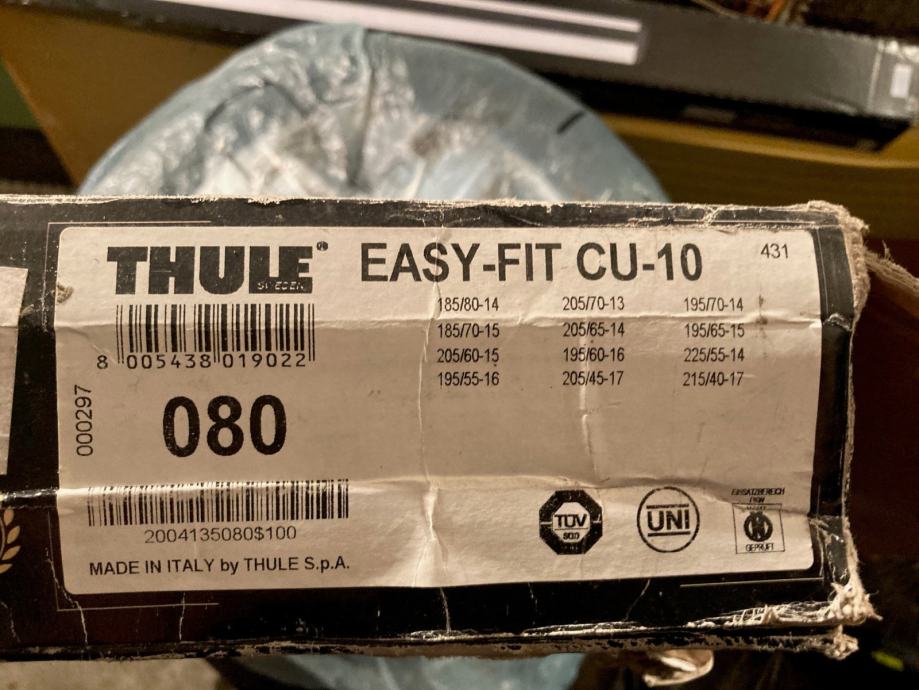 THULE® EASY-FIT CU-10 431
SWEDEN
185/80-14 205/70-13 195/70-14
185/70-15 205/65-14 195/65-15
205/60-15 195/60-16 225/55-14
195/55-16 205/45-17 215/40-17
8 005438 019022
000297
080
2004135080$100
MADE IN ITALY by THULE S.p.A.
TÜV
UNI
EINSATZBEREICH
GEPRÜFT